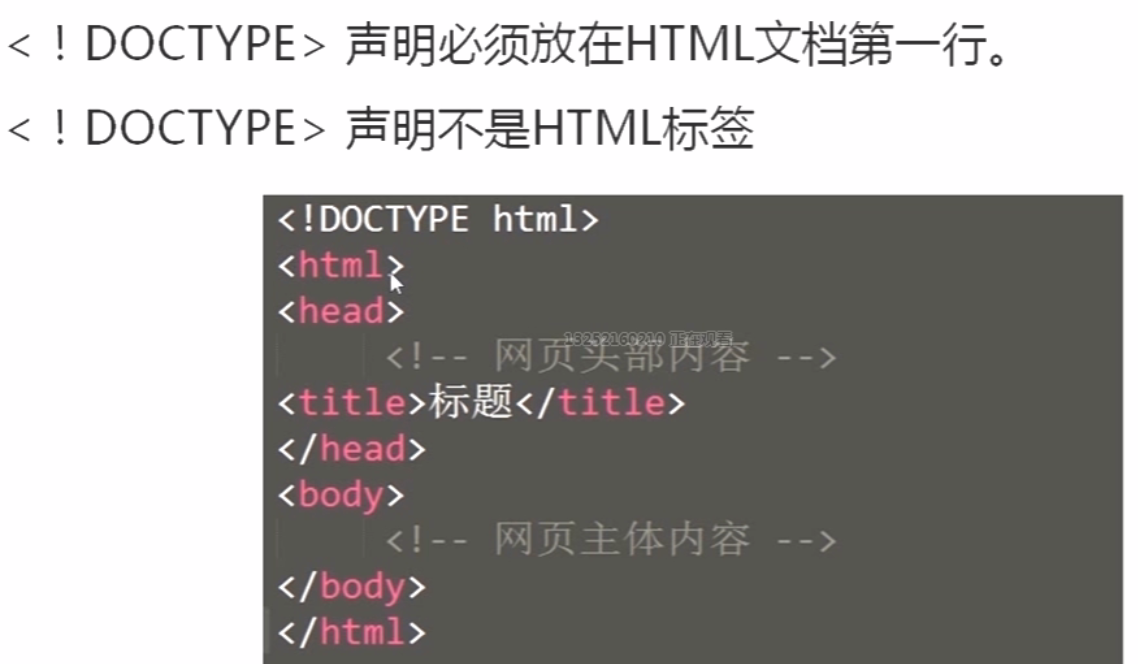 <！DOCTYPE> 声明必须放在HTML文档第一行。
<！DOCTYPE> 声明不是HTML标签
<!DOCTYPE html>
<html>
<head>
13252160210 正在观看
<!-- 网页头部内容 -->
<title>标题</title>
</head>
<body>
<!-- 网页主体内容 -->
</body>
</html>